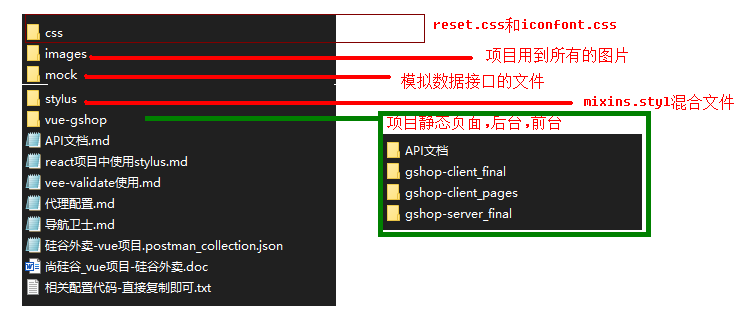 css
reset.css和iconfont.css
images
项目用到所有的图片
mock
模拟数据接口的文件
stylus
mixins.styl混合文件
vue-gshop
项目静态页面,后台,前台
API文档
gshop-client_final
gshop-client_pages
gshop-server_final
API文档.md
react项目中使用stylus.md
vee-validate使用.md
代理配置.md
导航卫士.md
硅谷外卖-vue项目.postman_collection.json
尚硅谷_vue项目-硅谷外卖.doc
相关配置代码-直接复制即可.txt